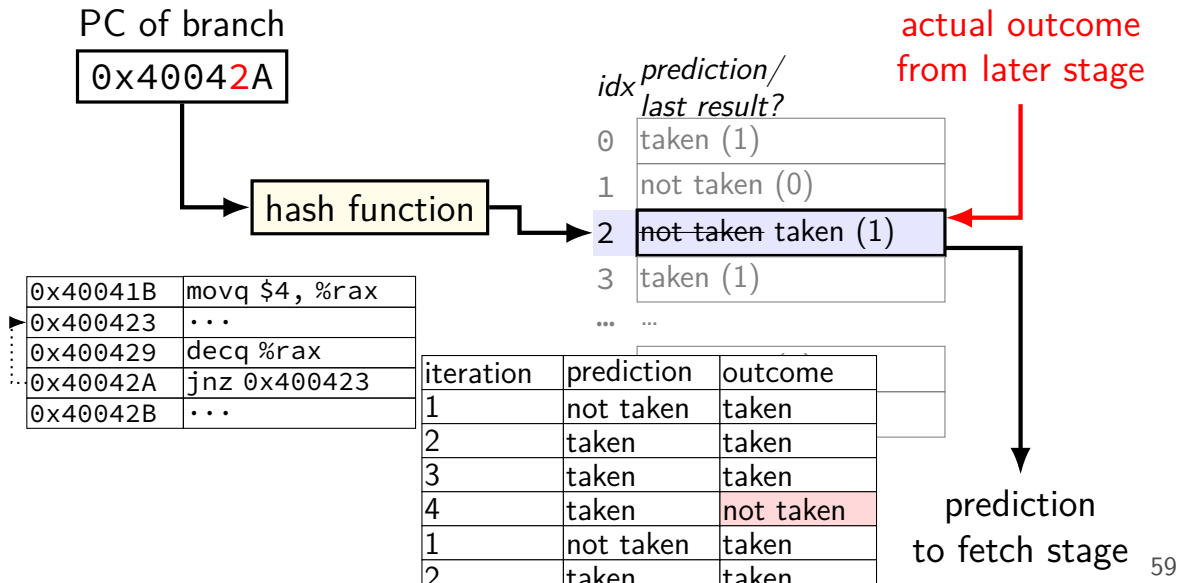 PC of branch
0x40042A
hash function
idx
prediction/
last result?
0 taken (1)
1 not taken (0)
2 not taken taken (1)
3 taken (1)
... ...
actual outcome
from later stage
0x40041B movq $4, %rax
0x400423 ···
0x400429 decq %rax
0x40042A jnz 0x400423
0x40042B ···
iteration prediction outcome
1 not taken taken
2 taken taken
3 taken taken
4 taken not taken
1 not taken taken
2 taken taken
prediction
to fetch stage
59